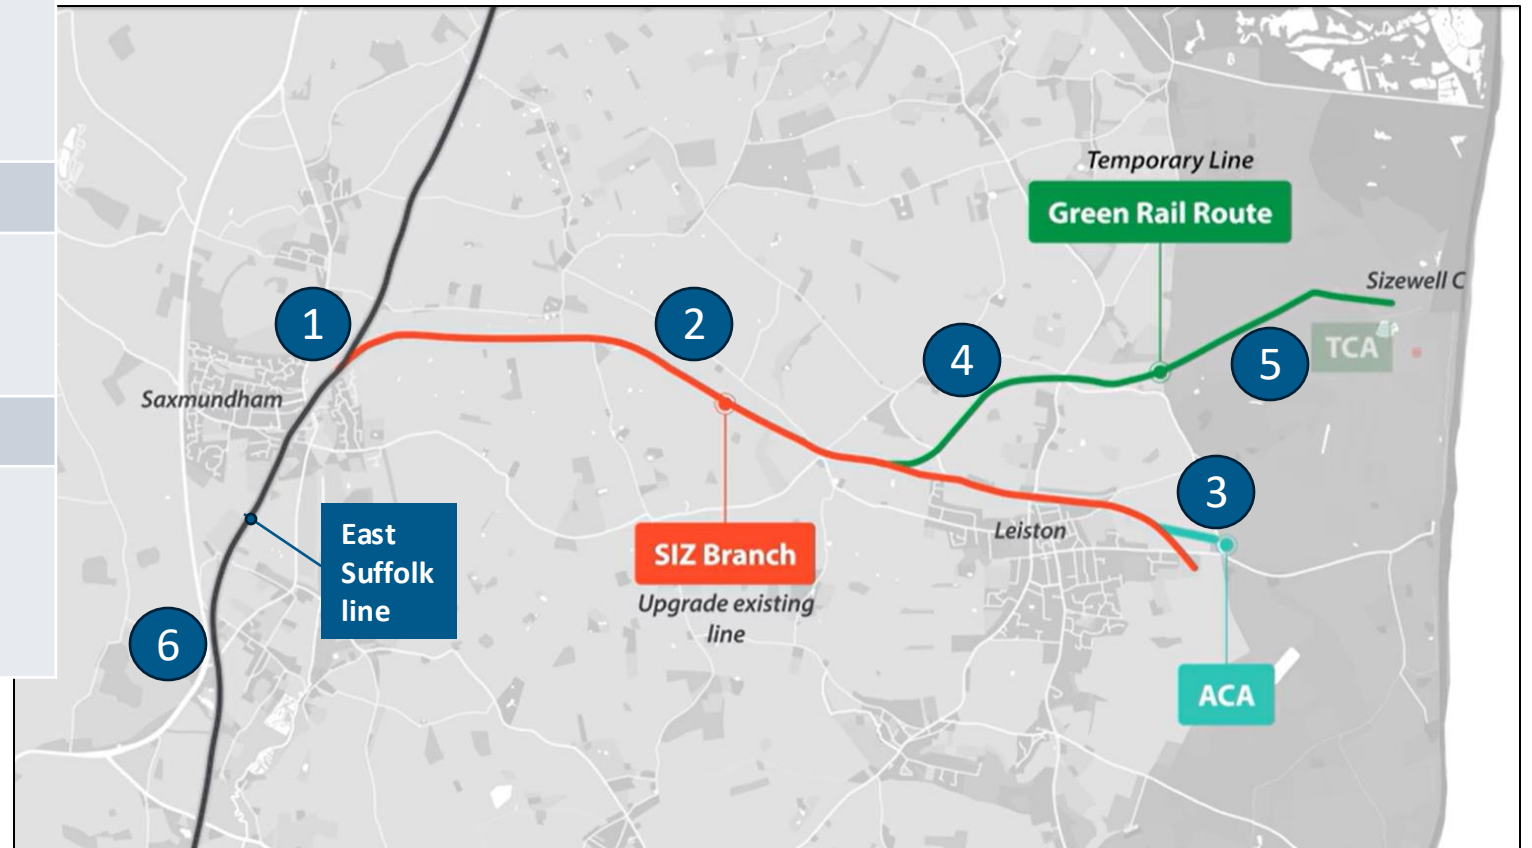 Temporary Line
Green Rail Route
Sizewell C
1
2
4
5
TCA
Saxmundham
3
East
Suffolk
line
Leiston
SIZ Branch
Upgrade existing
line
6
ACA